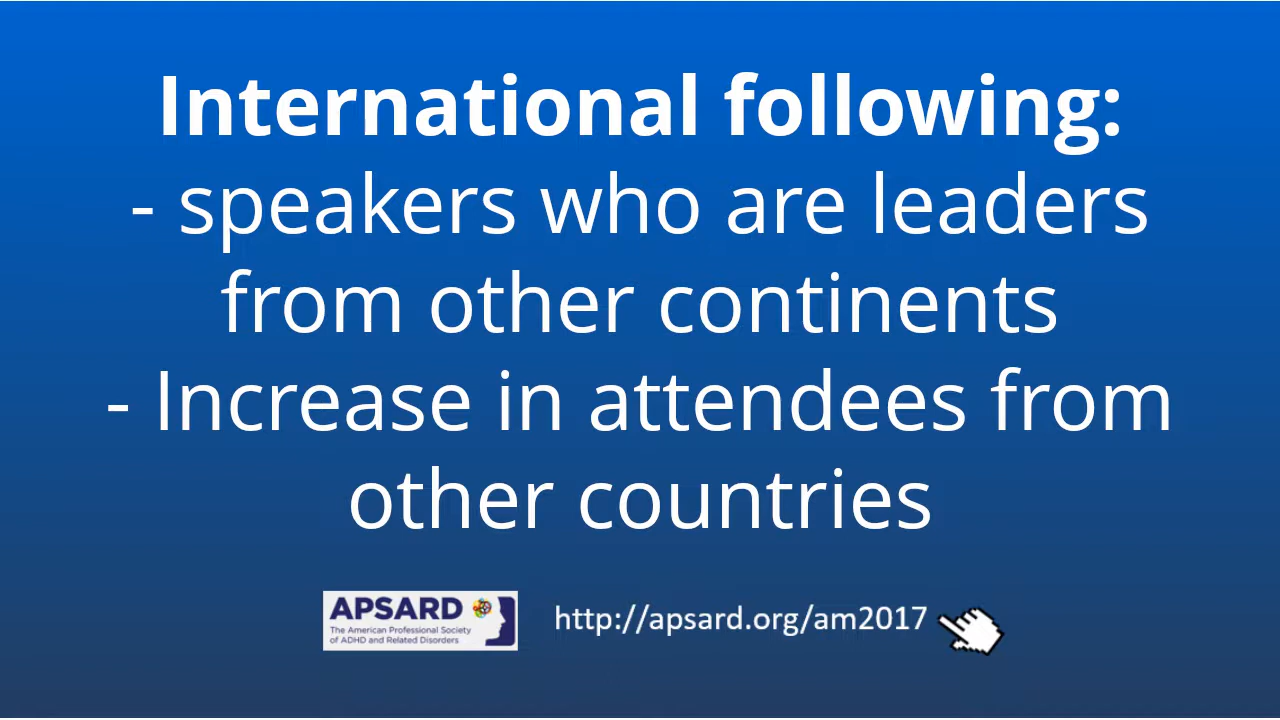 International following:
- speakers who are leaders
from other continents
- Increase in attendees from
other countries
APSARD
The American Professional Society
of ADHD and Related Disorders
http://apsard.org/am2017